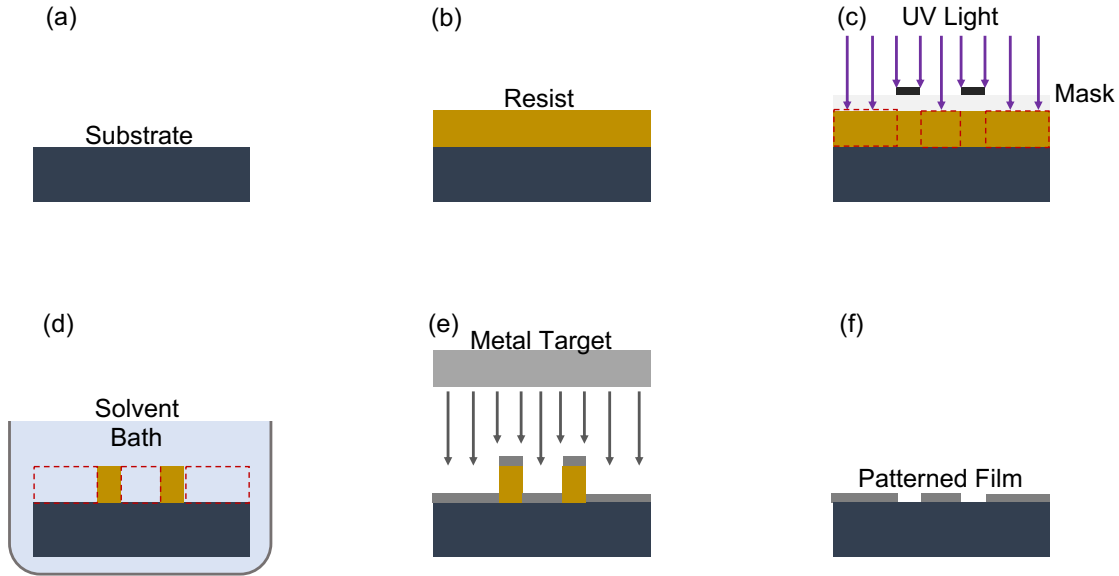 (a)
Substrate
(b)
Resist
(c)
UV Light
Mask
(d)
Solvent
Bath
(e)
Metal Target
(f)
Patterned Film